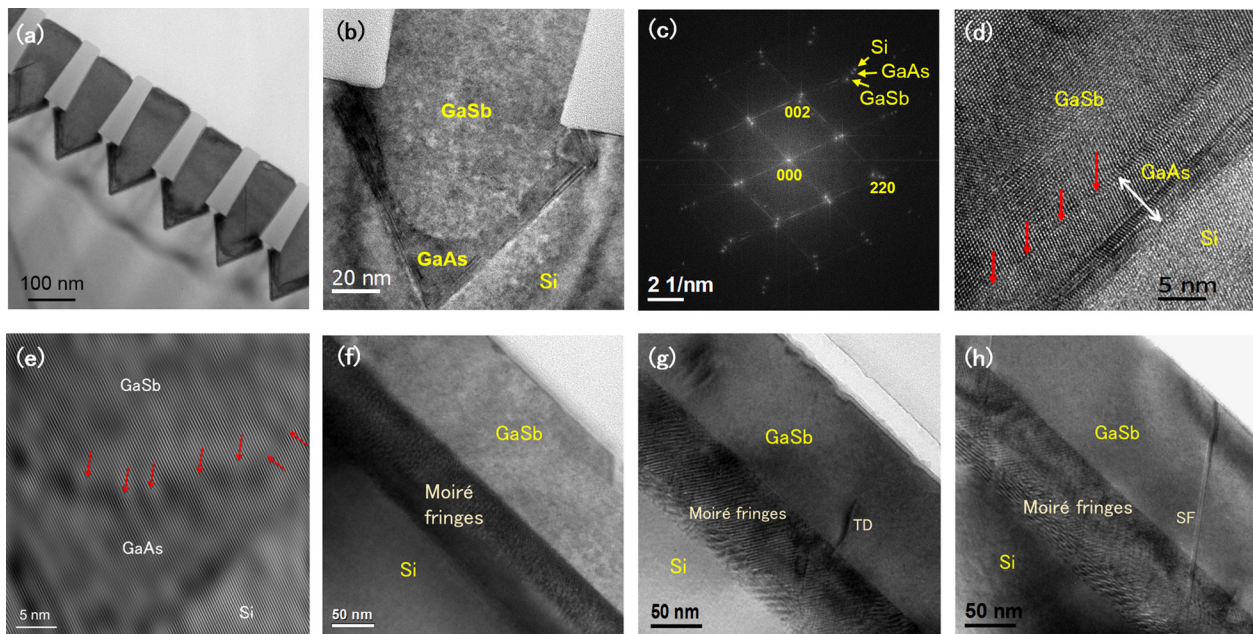 (a)
100 nm
(b)
GaSb
GaAs
Si
20 nm
(c)
Si
GaAs
GaSb
002
000
220
2 1/nm
(d)
GaSb
GaAs
Si
5 nm
(e)
GaSb
GaAs
Si
5 nm
(f)
GaSb
Moiré
fringes
Si
50 nm
(g)
GaSb
Moiré fringes
TD
Si
50 nm
(h)
GaSb
Moiré fringes
SF
Si
50 nm